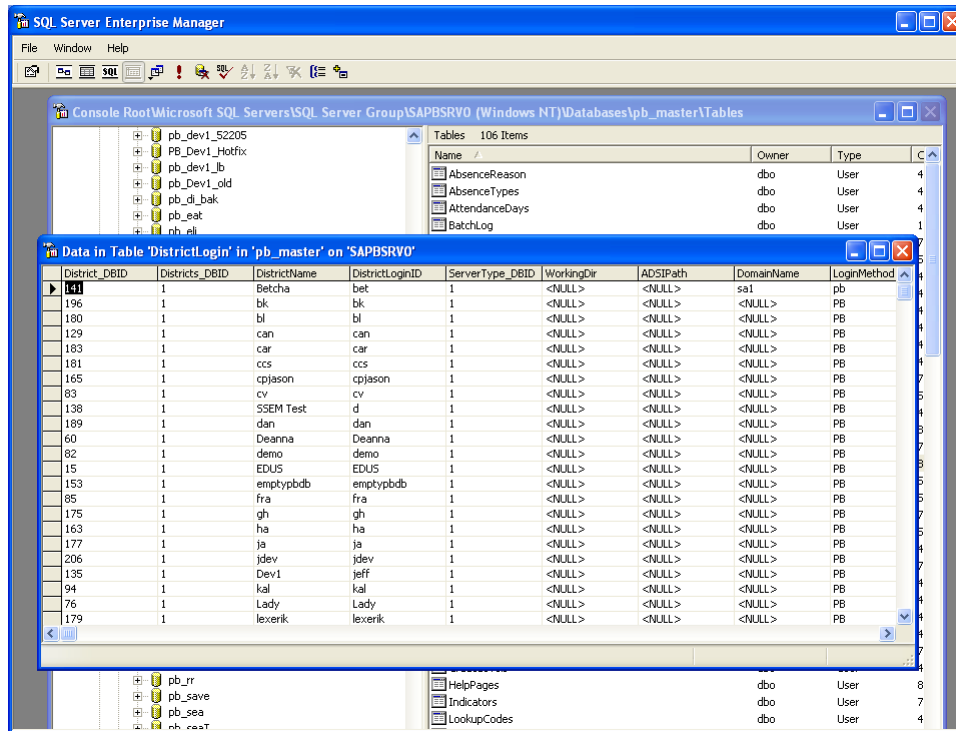 SQL Server Enterprise Manager
File Window Help
SQL
Console Root\Microsoft SQL Servers\SQL Server Group\SAPBSRV0 (Windows NT)\Databases\pb_master\Tables
pb_dev1_52205
PB_Dev1_Hotfix
pb_dev1_lb
pb_Dev1_old
pb_di_bak
pb_eat
Tables 106 Items
Name Owner Type
AbsenceReason dbo User 4
AbsenceTypes dbo User 4
AttendanceDays dbo User 4
BatchLog dbo User 1
Data in Table 'DistrictLogin' in 'pb_master' on 'SAPBSRV0'
District_DBID Districts_DBID DistrictName DistrictLoginID ServerType_DBID WorkingDir ADSIPath DomainName LoginMethod
141 1 Betcha bet 1 <NULL> <NULL> sa1 pb
196 1 bk bk 1 <NULL> <NULL> <NULL> PB
180 1 bl bl 1 <NULL> <NULL> <NULL> PB
129 1 can can 1 <NULL> <NULL> <NULL> PB
183 1 car car 1 <NULL> <NULL> <NULL> PB
181 1 ccs ccs 1 <NULL> <NULL> <NULL> PB
165 1 cpjason cpjason 1 <NULL> <NULL> <NULL> PB
83 1 cv cv 1 <NULL> <NULL> <NULL> PB
138 1 SSEM Test d 1 <NULL> <NULL> <NULL> PB
189 1 dan dan 1 <NULL> <NULL> <NULL> PB
60 1 Deanna Deanna 1 <NULL> <NULL> <NULL> PB
82 1 demo demo 1 <NULL> <NULL> <NULL> PB
15 1 EDUS EDUS 1 <NULL> <NULL> <NULL> PB
153 1 emptypbdb emptypbdb 1 <NULL> <NULL> <NULL> PB
85 1 fra fra 1 <NULL> <NULL> <NULL> PB
175 1 gh gh 1 <NULL> <NULL> <NULL> PB
163 1 ha ha 1 <NULL> <NULL> <NULL> PB
177 1 ja ja 1 <NULL> <NULL> <NULL> PB
206 1 jdev jdev 1 <NULL> <NULL> <NULL> PB
135 1 Dev1 jeff 1 <NULL> <NULL> <NULL> PB
94 1 kal kal 1 <NULL> <NULL> <NULL> PB
76 1 Lady Lady 1 <NULL> <NULL> <NULL> PB
179 1 lexerik lexerik 1 <NULL> <NULL> <NULL> PB
pb_rr
pb_save
pb_sea
HelpPages dbo User 8
Indicators dbo User 7
LookupCodes dbo User 4